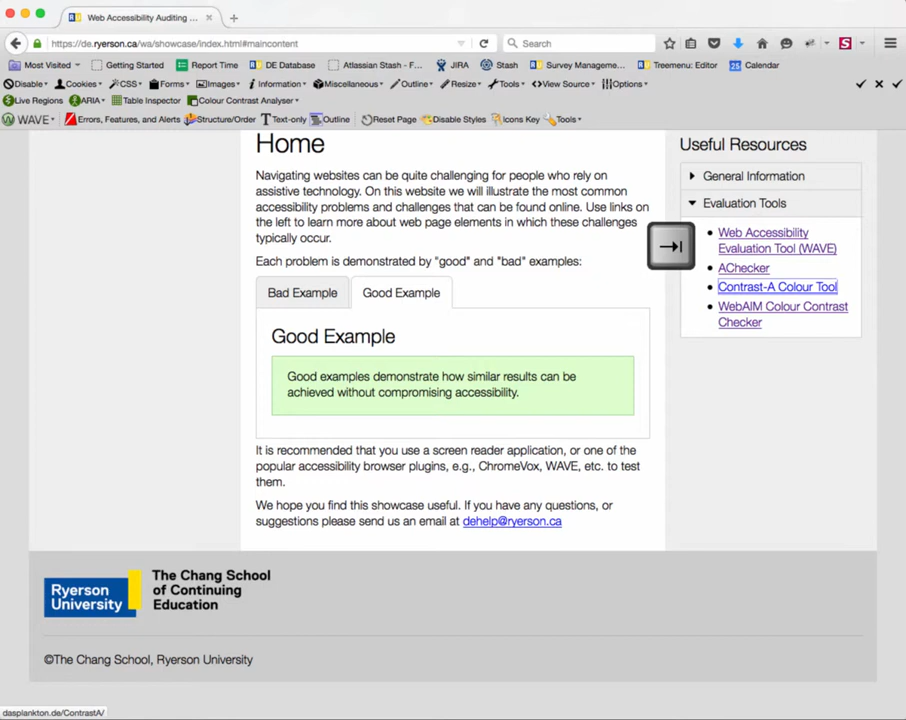 Web Accessibility Auditing ...
https://de.ryerson.ca/wa/showcase/index.html#maincontent
Search
Most Visited
Getting Started
Report Time
DE Database
Atlassian Stash - F...
JIRA
Stash
Survey Manageme...
Treemenu: Editor
Calendar
Disable
Cookies
CSS
Forms
Images
Information
Miscellaneous
Outline
Resize
Tools
View Source
Options
Live Regions
ARIA
Table Inspector
Colour Contrast Analyser
WAVE
Errors, Features, and Alerts
Structure/Order
Text-only
Outline
Reset Page
Disable Styles
Icons Key
Tools
Home
Navigating websites can be quite challenging for people who rely on
assistive technology. On this website we will illustrate the most common
accessibility problems and challenges that can be found online. Use links on
the left to learn more about web page elements in which these challenges
typically occur.
Each problem is demonstrated by "good" and "bad" examples:
Bad Example
Good Example
Good Example
Good examples demonstrate how similar results can be
achieved without compromising accessibility.
It is recommended that you use a screen reader application, or one of the
popular accessibility browser plugins, e.g., ChromeVox, WAVE, etc. to test
them.
We hope you find this showcase useful. If you have any questions, or
suggestions please send us an email at dehelp@ryerson.ca
Useful Resources
General Information
Evaluation Tools
Web Accessibility
Evaluation Tool (WAVE)
AChecker
Contrast-A Colour Tool
WebAIM Colour Contrast
Checker
Ryerson
University
The Chang School
of Continuing
Education
©The Chang School, Ryerson University
dasplankton.de/ContrastA/